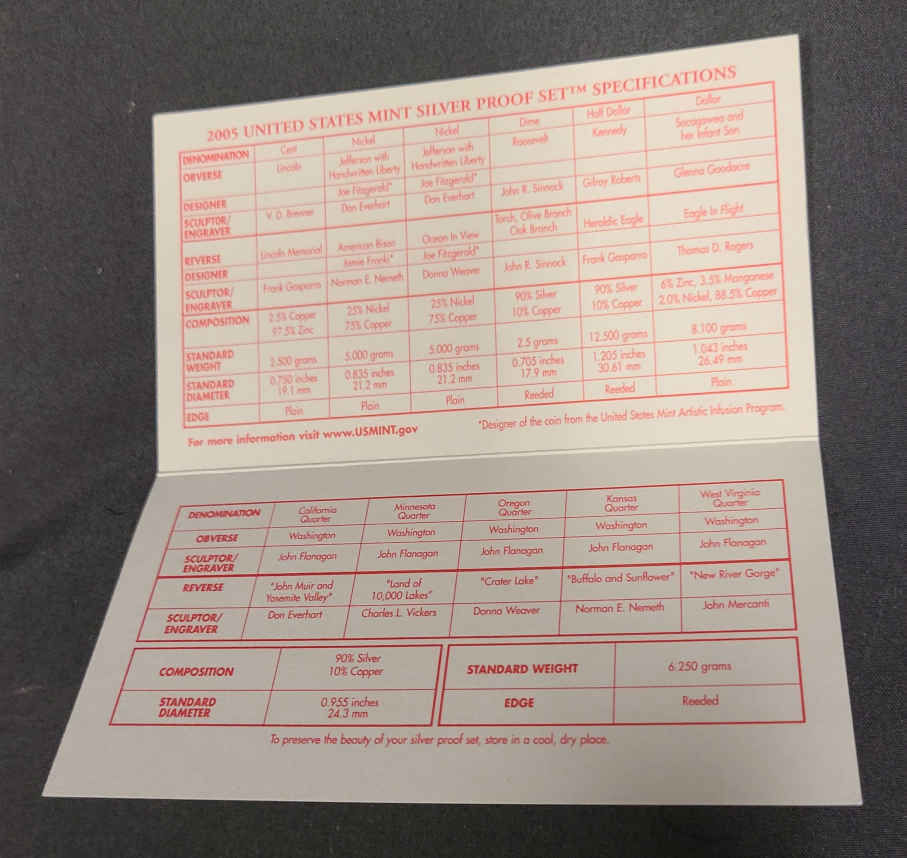 2005 UNITED STATES MINT SILVER PROOF SET™ SPECIFICATIONS
DENOMINATION Cent Nickel Nickel Dime Half Dollar Dollar
OBVERSE Lincoln Jefferson with Handwritten Liberty Jefferson with Handwritten Liberty Roosevelt Kennedy Sacagawea and her Infant Son
DESIGNER Joe Fitzgerald* Joe Fitzgerald*
SCULPTOR/ENGRAVER V. D. Brenner Don Everhart Don Everhart John R. Sinnock Gilroy Roberts Glenna Goodacre
REVERSE Lincoln Memorial American Bison Ocean In View Torch, Olive Branch Oak Branch Heraldic Eagle Eagle In Flight
DESIGNER Jamie Franki* Joe Fitzgerald*
SCULPTOR/ENGRAVER Frank Gasparro Norman E. Nemeth Donna Weaver John R. Sinnock Frank Gasparro Thomas D. Rogers
COMPOSITION 2.5% Copper 97.5% Zinc 25% Nickel 75% Copper 25% Nickel 75% Copper 90% Silver 10% Copper 90% Silver 10% Copper 6% Zinc, 3.5% Manganese 2.0% Nickel, 88.5% Copper
STANDARD WEIGHT 2.500 grams 5.000 grams 5.000 grams 2.5 grams 12.500 grams 8.100 grams
STANDARD DIAMETER 0.750 inches 19.1 mm 0.835 inches 21.2 mm 0.835 inches 21.2 mm 0.705 inches 17.9 mm 1.205 inches 30.61 mm 1.043 inches 26.49 mm
EDGE Plain Plain Plain Reeded Reeded Plain
For more information visit www.USMINT.gov
*Designer of the coin from the United States Mint Artistic Infusion Program.
DENOMINATION California Quarter Minnesota Quarter Oregon Quarter Kansas Quarter West Virginia Quarter
OBVERSE Washington Washington Washington Washington Washington
SCULPTOR/ENGRAVER John Flanagan John Flanagan John Flanagan John Flanagan John Flanagan
REVERSE "John Muir and Yosemite Valley" "Land of 10,000 Lakes" "Crater Lake" "Buffalo and Sunflower" "New River Gorge"
SCULPTOR/ENGRAVER Don Everhart Charles L. Vickers Donna Weaver Norman E. Nemeth John Mercanti
COMPOSITION 90% Silver 10% Copper STANDARD WEIGHT 6.250 grams
STANDARD DIAMETER 0.955 inches 24.3 mm EDGE Reeded
To preserve the beauty of your silver proof set, store in a cool, dry place.